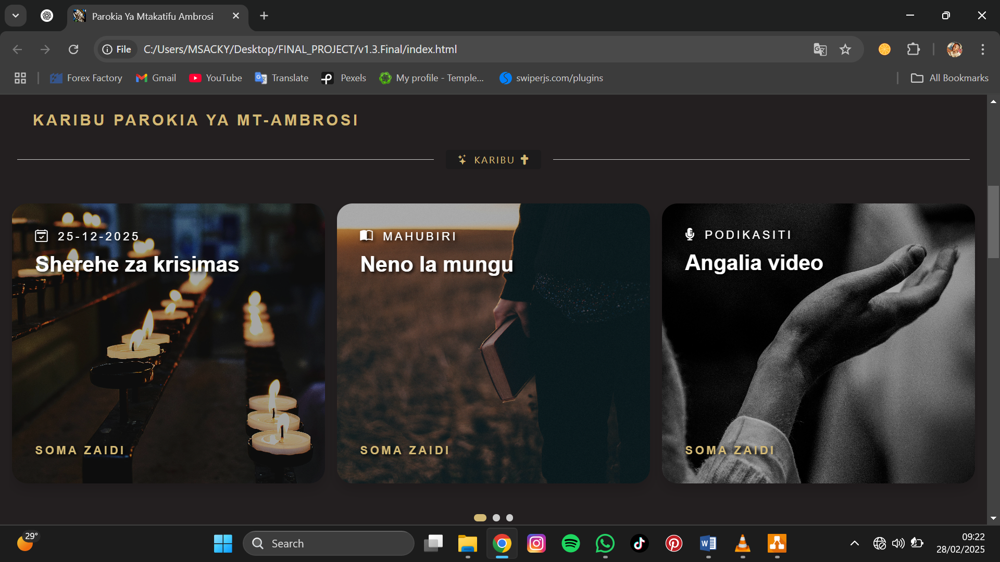 Parokia Ya Mtakatifu Ambrosi
File C:/Users/MSACKY/Desktop/FINAL_PROJECT/v1.3.Final/index.html
Forex Factory Gmail YouTube Translate Pexels My profile - Temple... swiperjs.com/plugins All Bookmarks
KARIBU PAROKIA YA MT-AMBROSI
KARIBU
25-12-2025
Sherehe za krisimas
SOMA ZAIDI
MAHUBIRI
Neno la mungu
SOMA ZAIDI
PODIKASITI
Angalia video
SOMA ZAIDI
29°
Search
09:22
28/02/2025